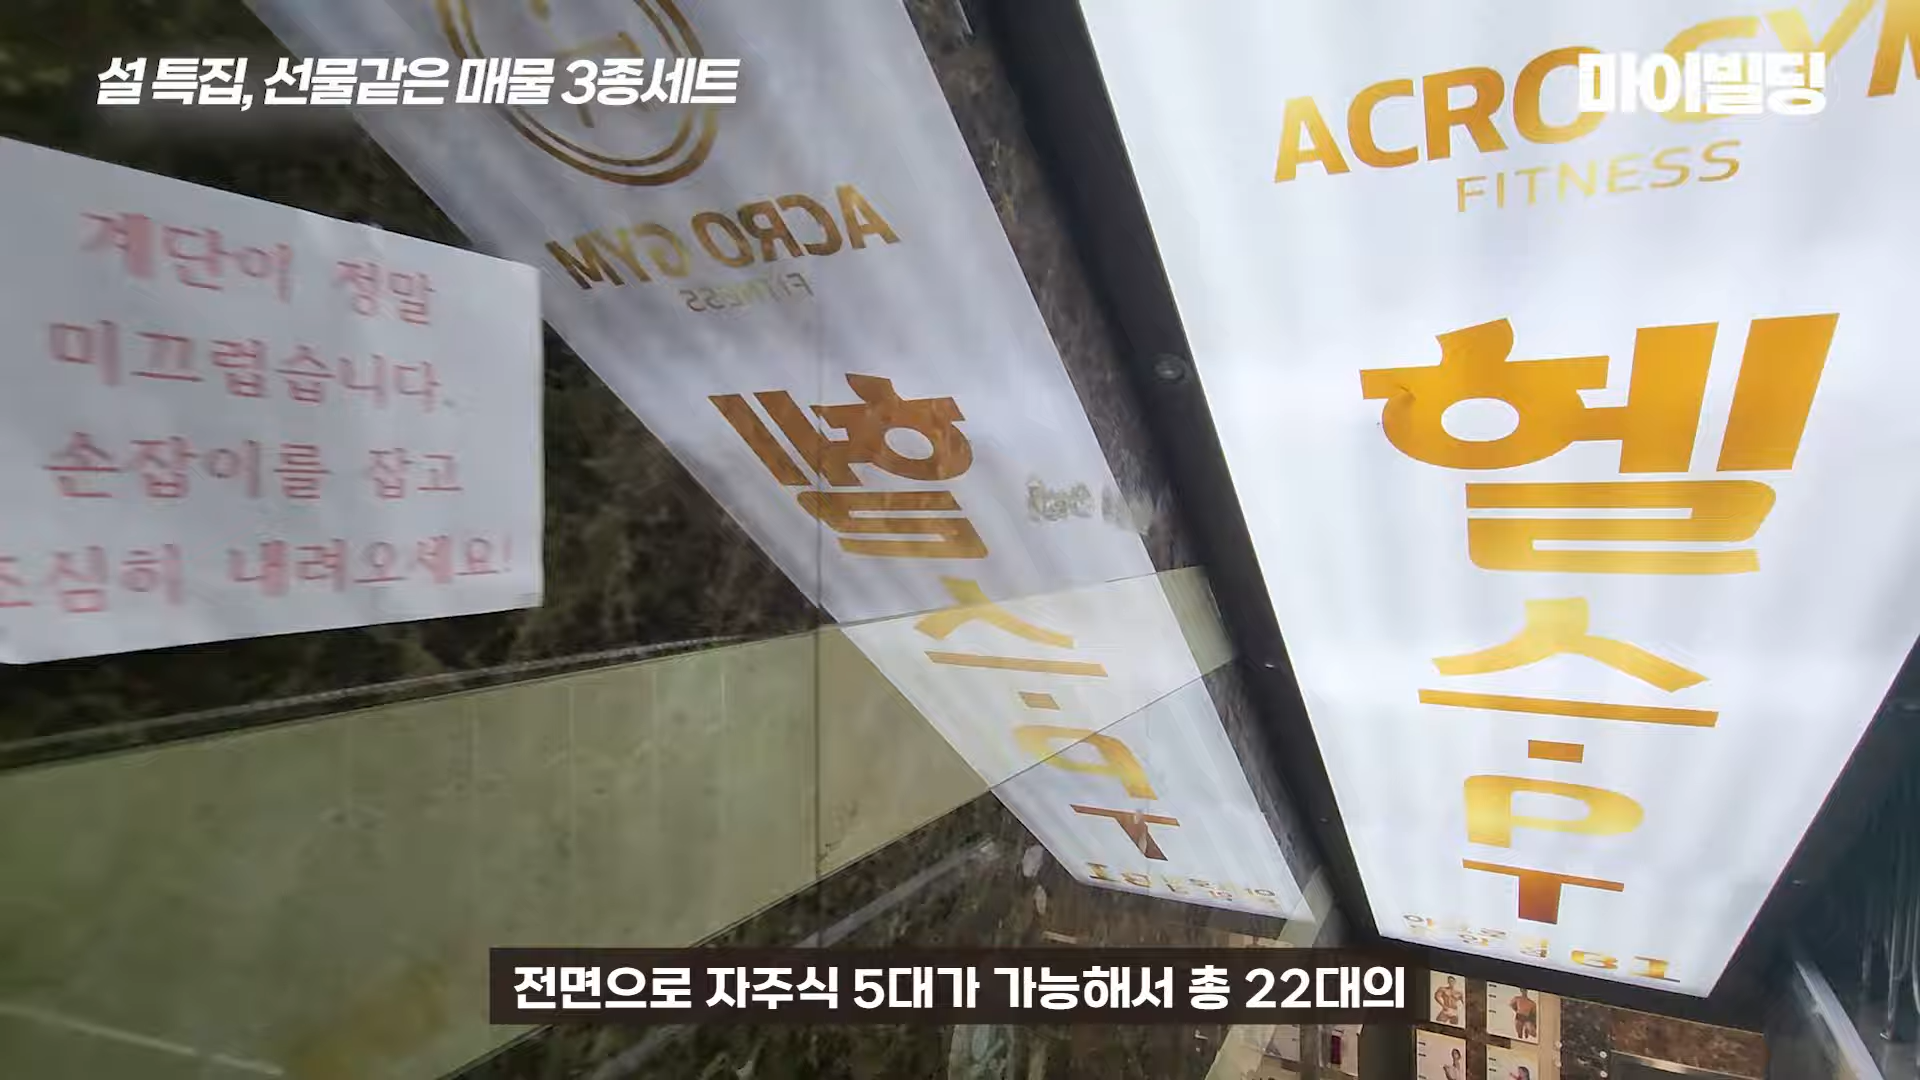 설 특집, 선물같은 매물 3종세트
마이빌딩
계단이 정말
미끄럽습니다.
손잡이를 잡고
조심히 내려오세요!
ACRO GYM
FITNESS
헬스
ACRO GYM
FITNESS
헬
스
P
T
B1
전면으로 자주식 5대가 가능해서 총 22대의